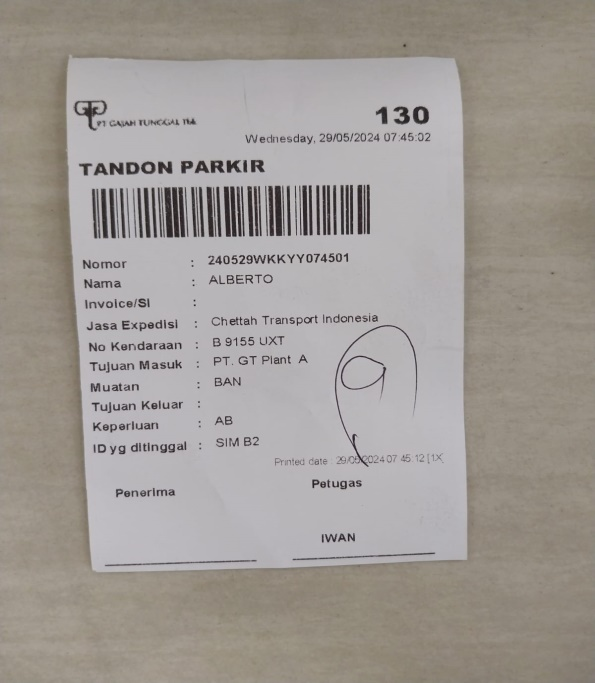 PT GAJAH TUNGGAL Tbk
130
Wednesday, 29/05/2024 07:45:02
TANDON PARKIR
Nomor : 240529WKKYY074501
Nama : ALBERTO
Invoice/SI :
Jasa Expedisi : Chettah Transport Indonesia
No Kendaraan : B 9155 UXT
Tujuan Masuk : PT. GT Plant A
Muatan : BAN
Tujuan Keluar :
Keperluan : AB
ID yg ditinggal : SIM B2
Printed date : 29/05/2024 07:45:12 [1X
Penerima
Petugas
IWAN